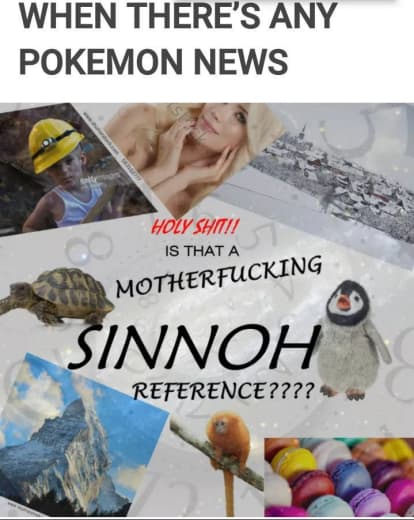 WHEN THERE'S ANY
POKEMON NEWS
HOLY SHIT!!
IS THAT A
MOTHERFUCKING
SINNOH
REFERENCE????